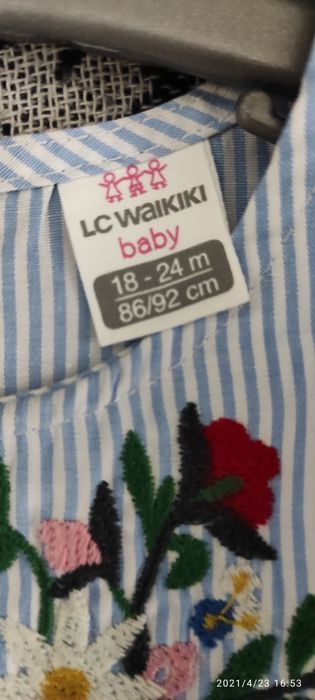 LC WAIKIKI
baby
18 - 24 m
86/92 cm
2021/4/23 16:53